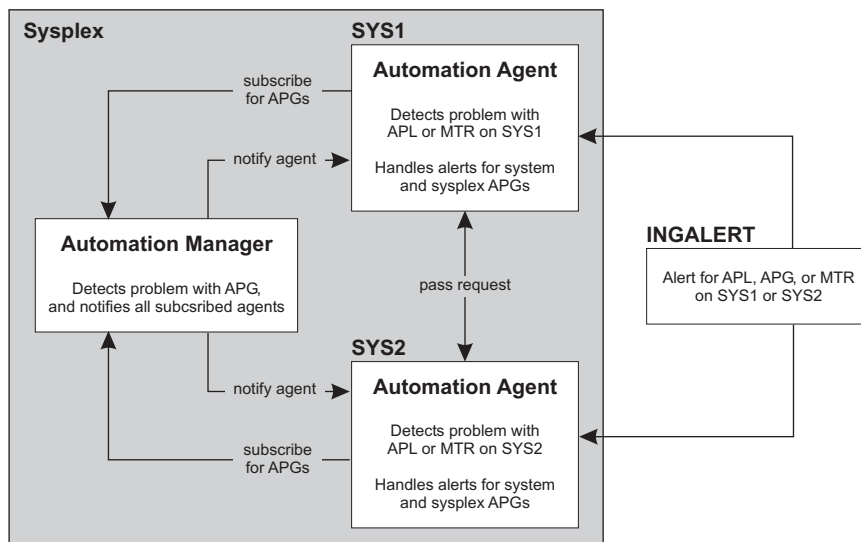 Sysplex
SYS1
Automation Agent
Detects problem with
APL or MTR on SYS1
Handles alerts for system
and sysplex APGs
subscribe
for APGs
notify agent
Automation Manager
Detects problem with APG,
and notifies all subcsribed agents
pass request
INGALERT
Alert for APL, APG, or MTR
on SYS1 or SYS2
SYS2
Automation Agent
Detects problem with
APL or MTR on SYS2
Handles alerts for system
and sysplex APGs
notify agent
subscribe
for APGs